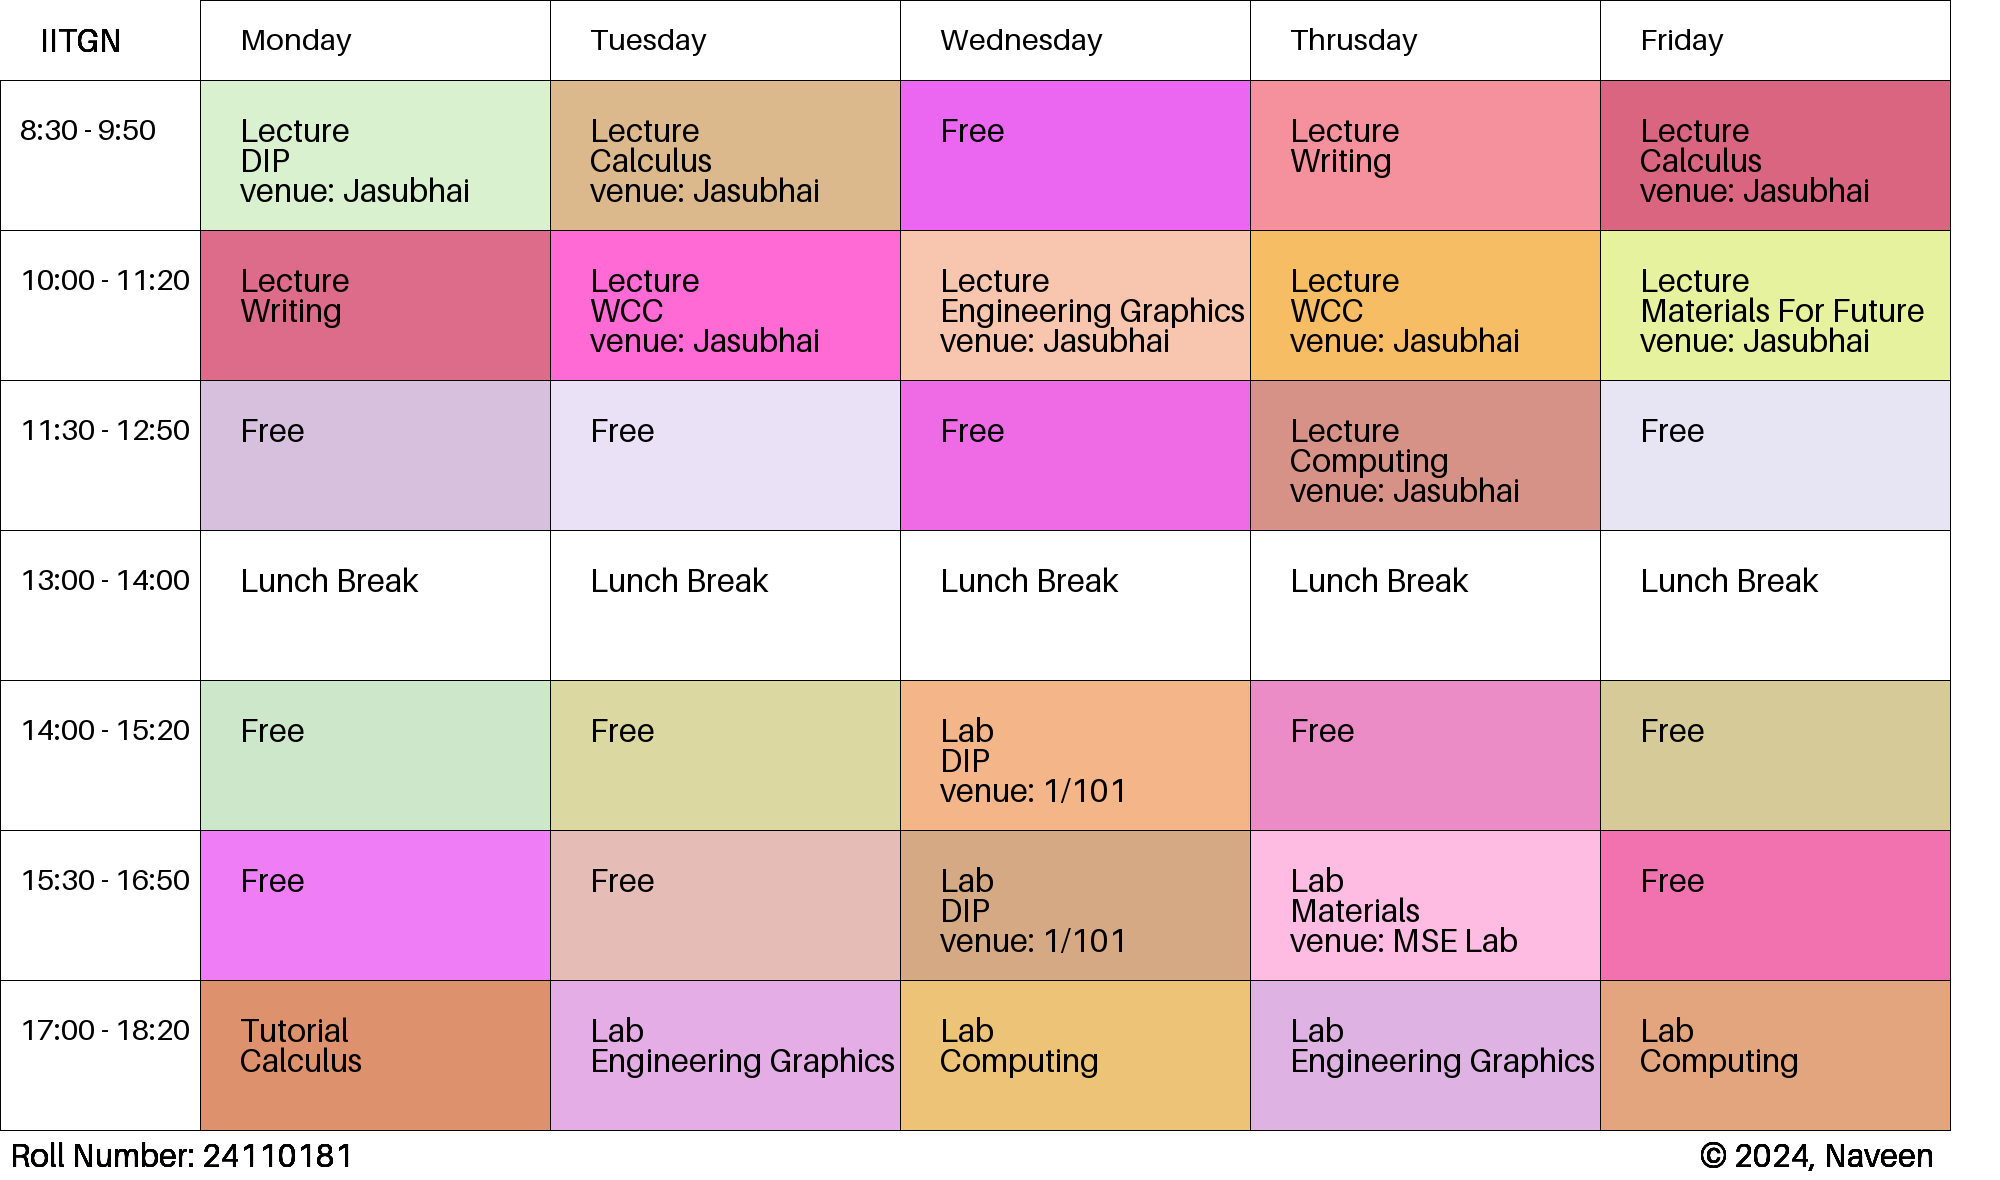 IITGN Monday Tuesday Wednesday Thrusday Friday
8:30 - 9:50
Lecture
DIP
venue: Jasubhai
Lecture
Calculus
venue: Jasubhai
Free
Lecture
Writing
Lecture
Calculus
venue: Jasubhai
10:00 - 11:20
Lecture
Writing
Lecture
WCC
venue: Jasubhai
Lecture
Engineering Graphics
venue: Jasubhai
Lecture
WCC
venue: Jasubhai
Lecture
Materials For Future
venue: Jasubhai
11:30 - 12:50
Free
Free
Free
Lecture
Computing
venue: Jasubhai
Free
13:00 - 14:00
Lunch Break
Lunch Break
Lunch Break
Lunch Break
Lunch Break
14:00 - 15:20
Free
Free
Lab
DIP
venue: 1/101
Free
Free
15:30 - 16:50
Free
Free
Lab
DIP
venue: 1/101
Lab
Materials
venue: MSE Lab
Free
17:00 - 18:20
Tutorial
Calculus
Lab
Engineering Graphics
Lab
Computing
Lab
Engineering Graphics
Lab
Computing
Roll Number: 24110181
© 2024, Naveen